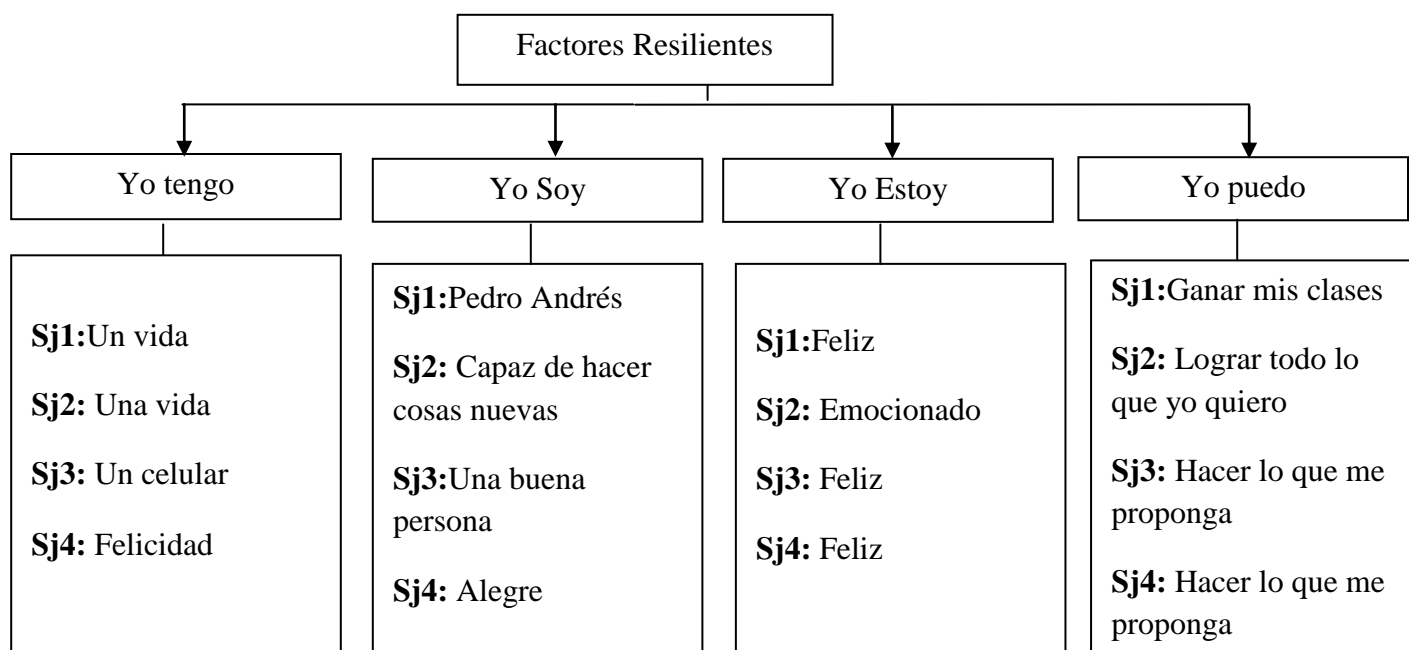 Factores Resilientes
Yo tengo
Yo Soy
Yo Estoy
Yo puedo
Sj1:Un vida
Sj2: Una vida
Sj3: Un celular
Sj4: Felicidad
Sj1:Pedro Andrés
Sj2: Capaz de hacer
cosas nuevas
Sj3:Una buena
persona
Sj4: Alegre
Sj1:Feliz
Sj2: Emocionado
Sj3: Feliz
Sj4: Feliz
Sj1:Ganar mis clases
Sj2: Lograr todo lo
que yo quiero
Sj3: Hacer lo que me
proponga
Sj4: Hacer lo que me
proponga